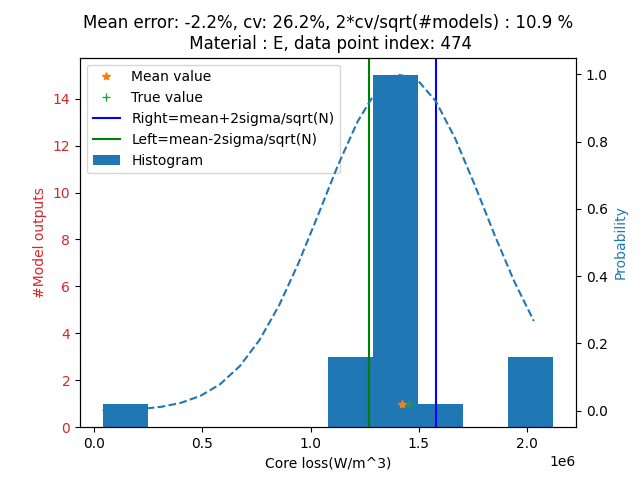 Mean error: -2.2%, cv: 26.2%, 2*cv/sqrt(#models) : 10.9 %
Material : E, data point index: 474
Mean value
True value
Right=mean+2sigma/sqrt(N)
Left=mean-2sigma/sqrt(N)
Histogram
#Model outputs
14
12
10
8
6
4
2
0
1.0
0.8
0.6
0.4
0.2
0.0
Probability
0.0 0.5 1.0 1.5 2.0
1e6
Core loss(W/m^3)